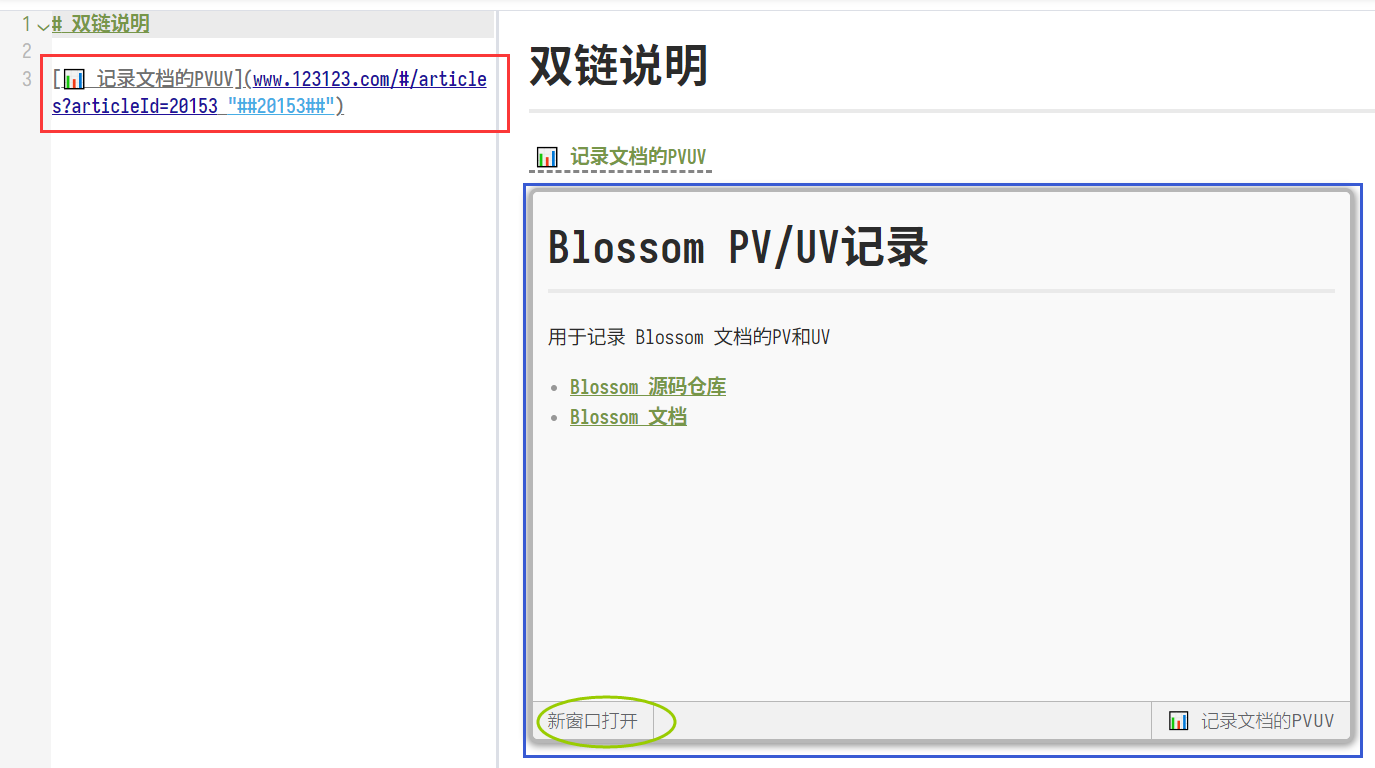 1 # 双链说明
2
3 [📊 记录文档的PVUV](www.123123.com/#/article
s?articleId=20153 "##20153##")
双链说明
📊 记录文档的PVUV
Blossom PV/UV记录
用于记录 Blossom 文档的PV和UV
Blossom 源码仓库
Blossom 文档
新窗口打开
📊 记录文档的PVUV